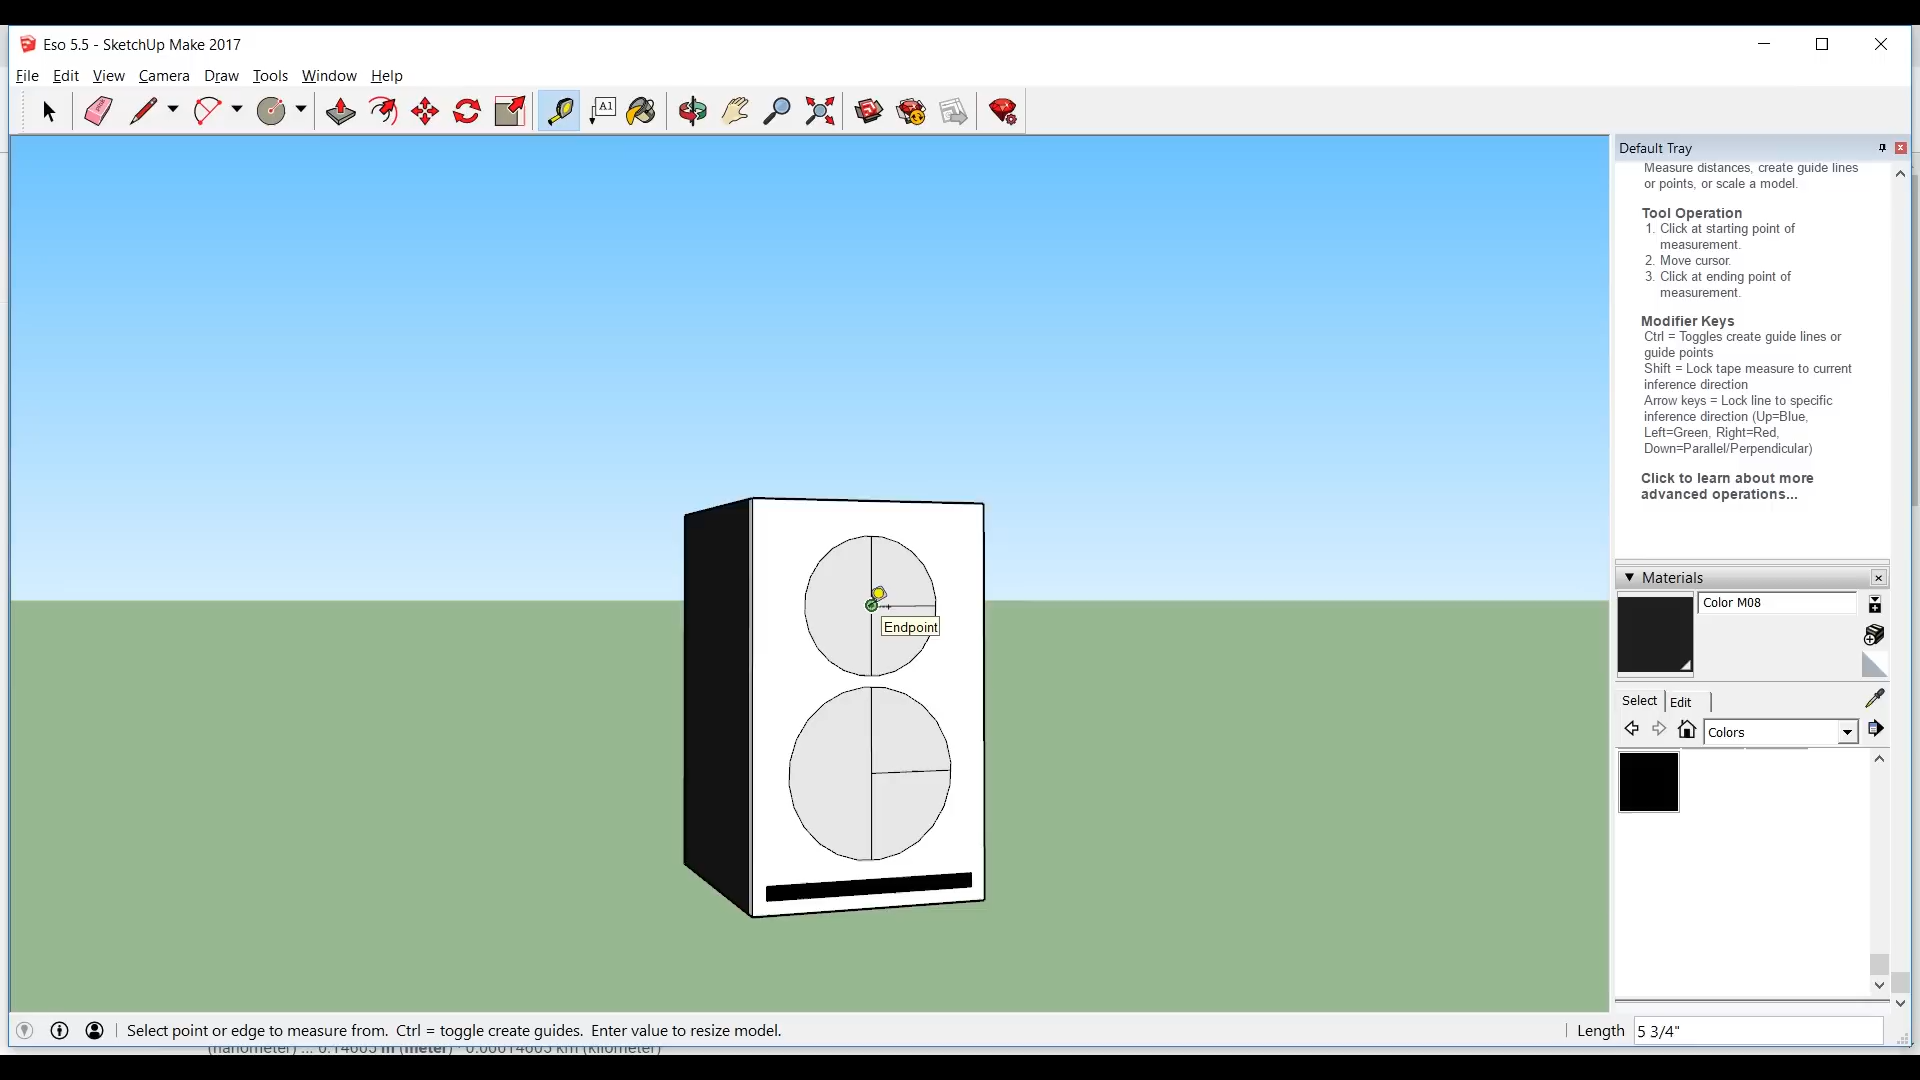 Eso 5.5 - SketchUp Make 2017
File Edit View Camera Draw Tools Window Help
A1
Default Tray
Measure distances, create guide lines
or points, or scale a model.
Tool Operation
1. Click at starting point of
measurement.
2. Move cursor.
3. Click at ending point of
measurement.
Modifier Keys
Ctrl = Toggles create guide lines or
guide points
Shift = Lock tape measure to current
inference direction
Arrow keys = Lock line to specific
inference direction (Up=Blue,
Left=Green, Right=Red,
Down=Parallel/Perpendicular)
Click to learn about more
advanced operations...
Materials
Color M08
Endpoint
Select Edit
Colors
Select point or edge to measure from. Ctrl = toggle create guides. Enter value to resize model.
Length 5 3/4"